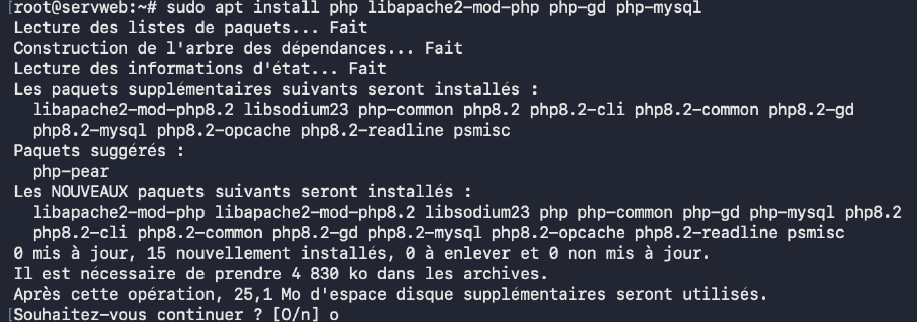 [root@servweb:~# sudo apt install php libapache2-mod-php php-gd php-mysql
Lecture des listes de paquets... Fait
Construction de l'arbre des dépendances... Fait
Lecture des informations d'état... Fait
Les paquets supplémentaires suivants seront installés :
libapache2-mod-php8.2 libsodium23 php-common php8.2 php8.2-cli php8.2-common php8.2-gd
php8.2-mysql php8.2-opcache php8.2-readline psmisc
Paquets suggérés :
php-pear
Les NOUVEAUX paquets suivants seront installés :
libapache2-mod-php libapache2-mod-php8.2 libsodium23 php php-common php-gd php-mysql php8.2
php8.2-cli php8.2-common php8.2-gd php8.2-mysql php8.2-opcache php8.2-readline psmisc
0 mis à jour, 15 nouvellement installés, 0 à enlever et 0 non mis à jour.
Il est nécessaire de prendre 4 830 ko dans les archives.
Après cette opération, 25,1 Mo d'espace disque supplémentaires seront utilisés.
[Souhaitez-vous continuer ? [O/n] o